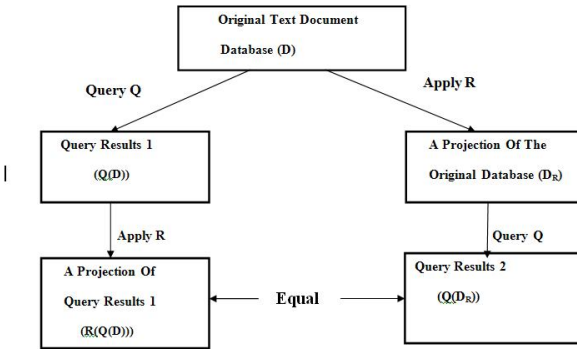 Original Text Document
Database (D)
Query Q
Apply R
Query Results 1
(Q(D))
A Projection Of The
Original Database (DR)
Apply R
Query Q
A Projection Of
Query Results 1
(R(Q(D)))
Equal
Query Results 2
(Q(DR))